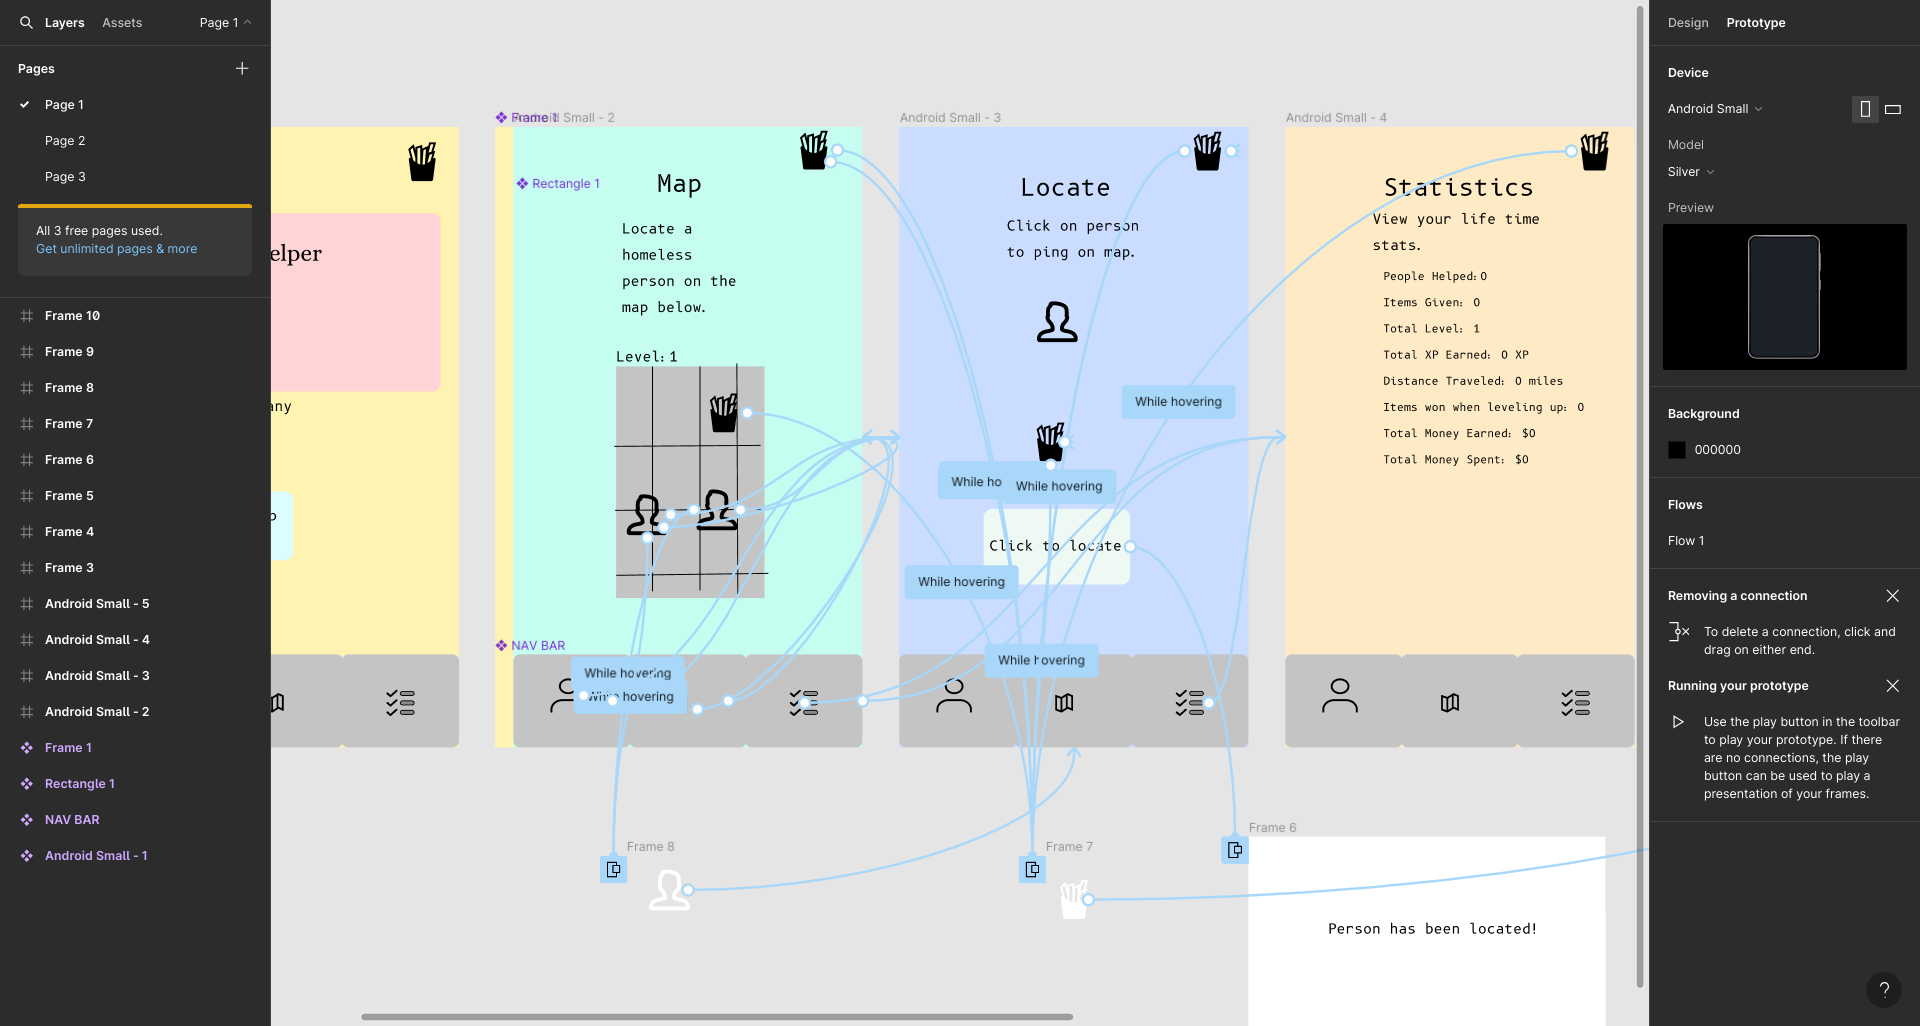 Layers
Assets
Page 1
Pages
Page 1
Page 2
Page 3
All 3 free pages used.
Get unlimited pages & more
Frame 10
Frame 9
Frame 8
Frame 7
Frame 6
Frame 5
Frame 4
Frame 3
Android Small - 5
Android Small - 4
Android Small - 3
Android Small - 2
Frame 1
Rectangle 1
NAV BAR
Android Small - 1
elper
any
p
Frame 1
Android Small - 2
Rectangle 1
Map
Locate a
homeless
person on the
map below.
Level: 1
NAV BAR
While hovering
While hovering
Android Small - 3
Locate
Click on person
to ping on map.
While hovering
While ho
While hovering
Click to locate
While hovering
While hovering
Android Small - 4
Statistics
View your life time
stats.
People Helped: 0
Items Given: 0
Total Level: 1
Total XP Earned: 0 XP
Distance Traveled: 0 miles
Items won when leveling up: 0
Total Money Earned: $0
Total Money Spent: $0
Frame 8
Frame 7
Frame 6
Person has been located!
Design
Prototype
Device
Android Small
Model
Silver
Preview
Background
000000
Flows
Flow 1
Removing a connection
To delete a connection, click and
drag on either end.
Running your prototype
Use the play button in the toolbar
to play your prototype. If there
are no connections, the play
button can be used to play a
presentation of your frames.
?